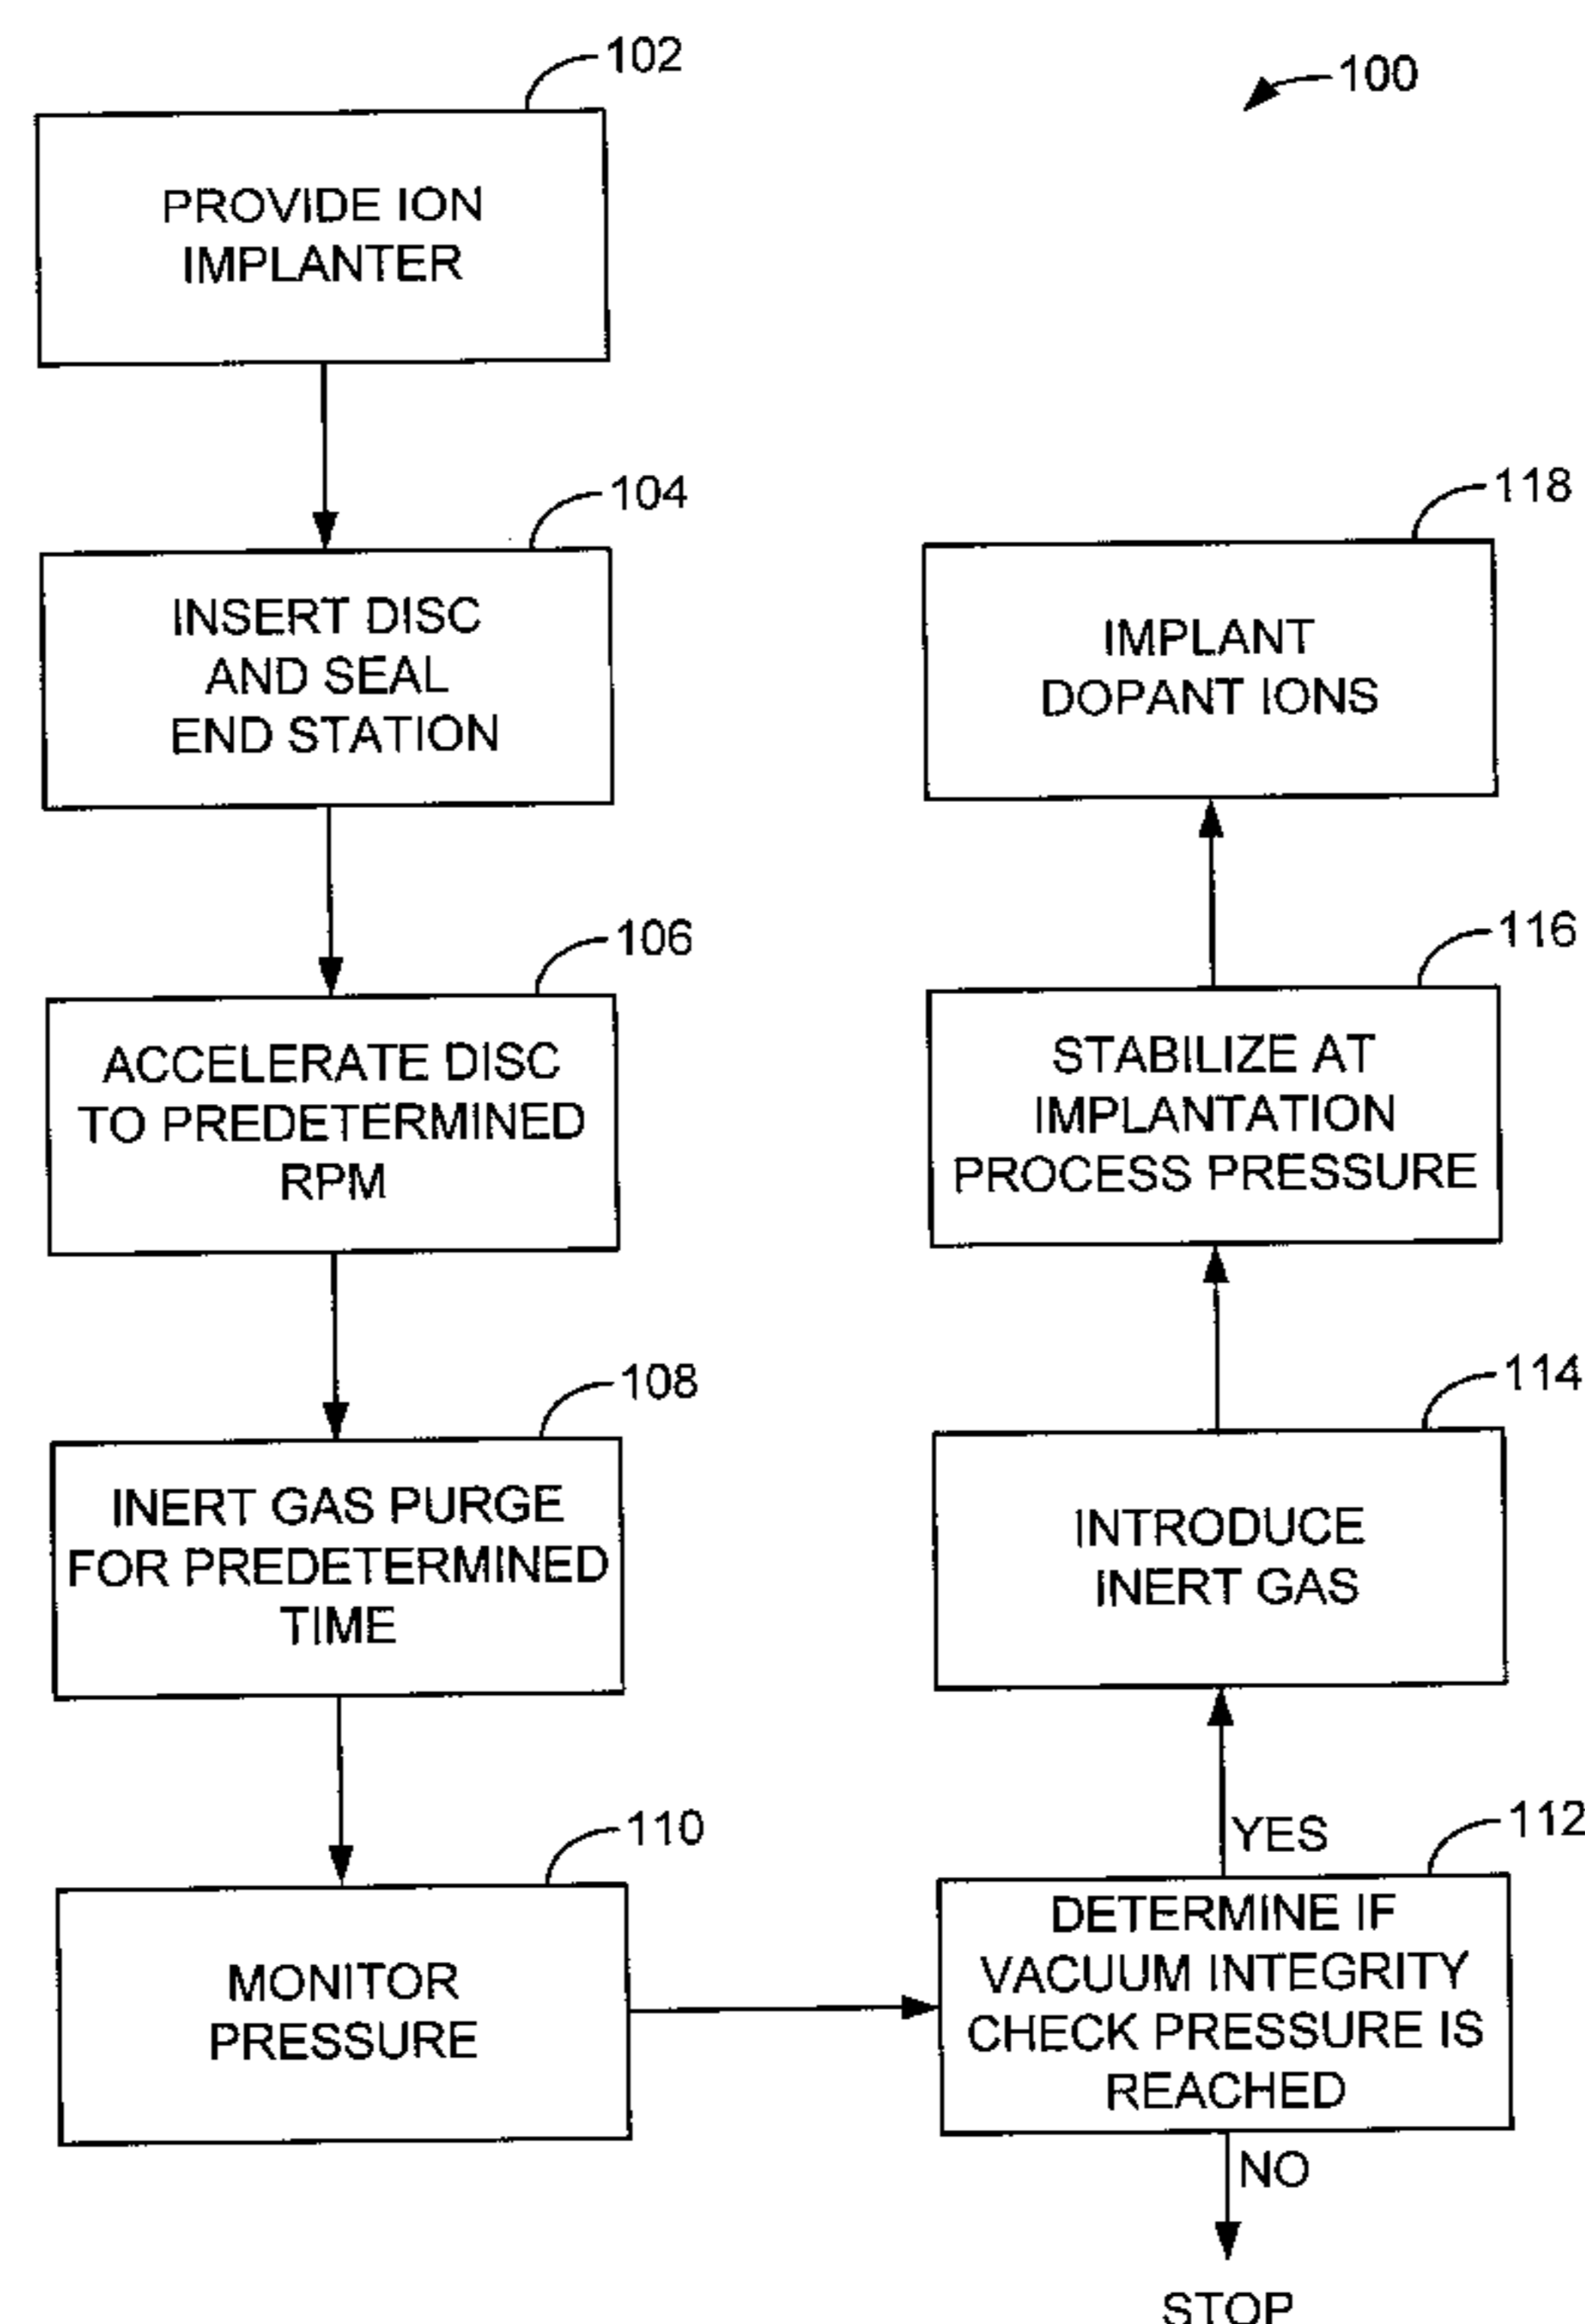 100
102
PROVIDE ION
IMPLANTER
104
INSERT DISC
AND SEAL
END STATION
106
ACCELERATE DISC
TO PREDETERMINED
RPM
108
INERT GAS PURGE
FOR PREDETERMINED
TIME
110
MONITOR
PRESSURE
112
DETERMINE IF
VACUUM INTEGRITY
CHECK PRESSURE IS
REACHED
NO
STOP
YES
114
INTRODUCE
INERT GAS
116
STABILIZE AT
IMPLANTATION
PROCESS PRESSURE
118
IMPLANT
DOPANT IONS